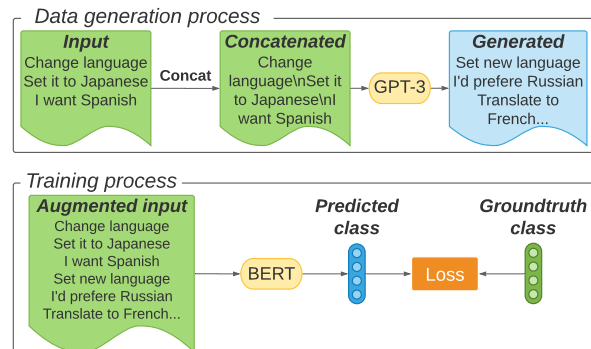 Data generation process
Input
Change language
Set it to Japanese
I want Spanish
Concat
Concatenated
Change
language\nSet it
to Japanese\nI
want Spanish
GPT-3
Generated
Set new language
I'd prefere Russian
Translate to
French...
Training process
Augmented input
Change language
Set it to Japanese
I want Spanish
Set new language
I'd prefere Russian
Translate to French...
BERT
Predicted
class
Loss
Groundtruth
class